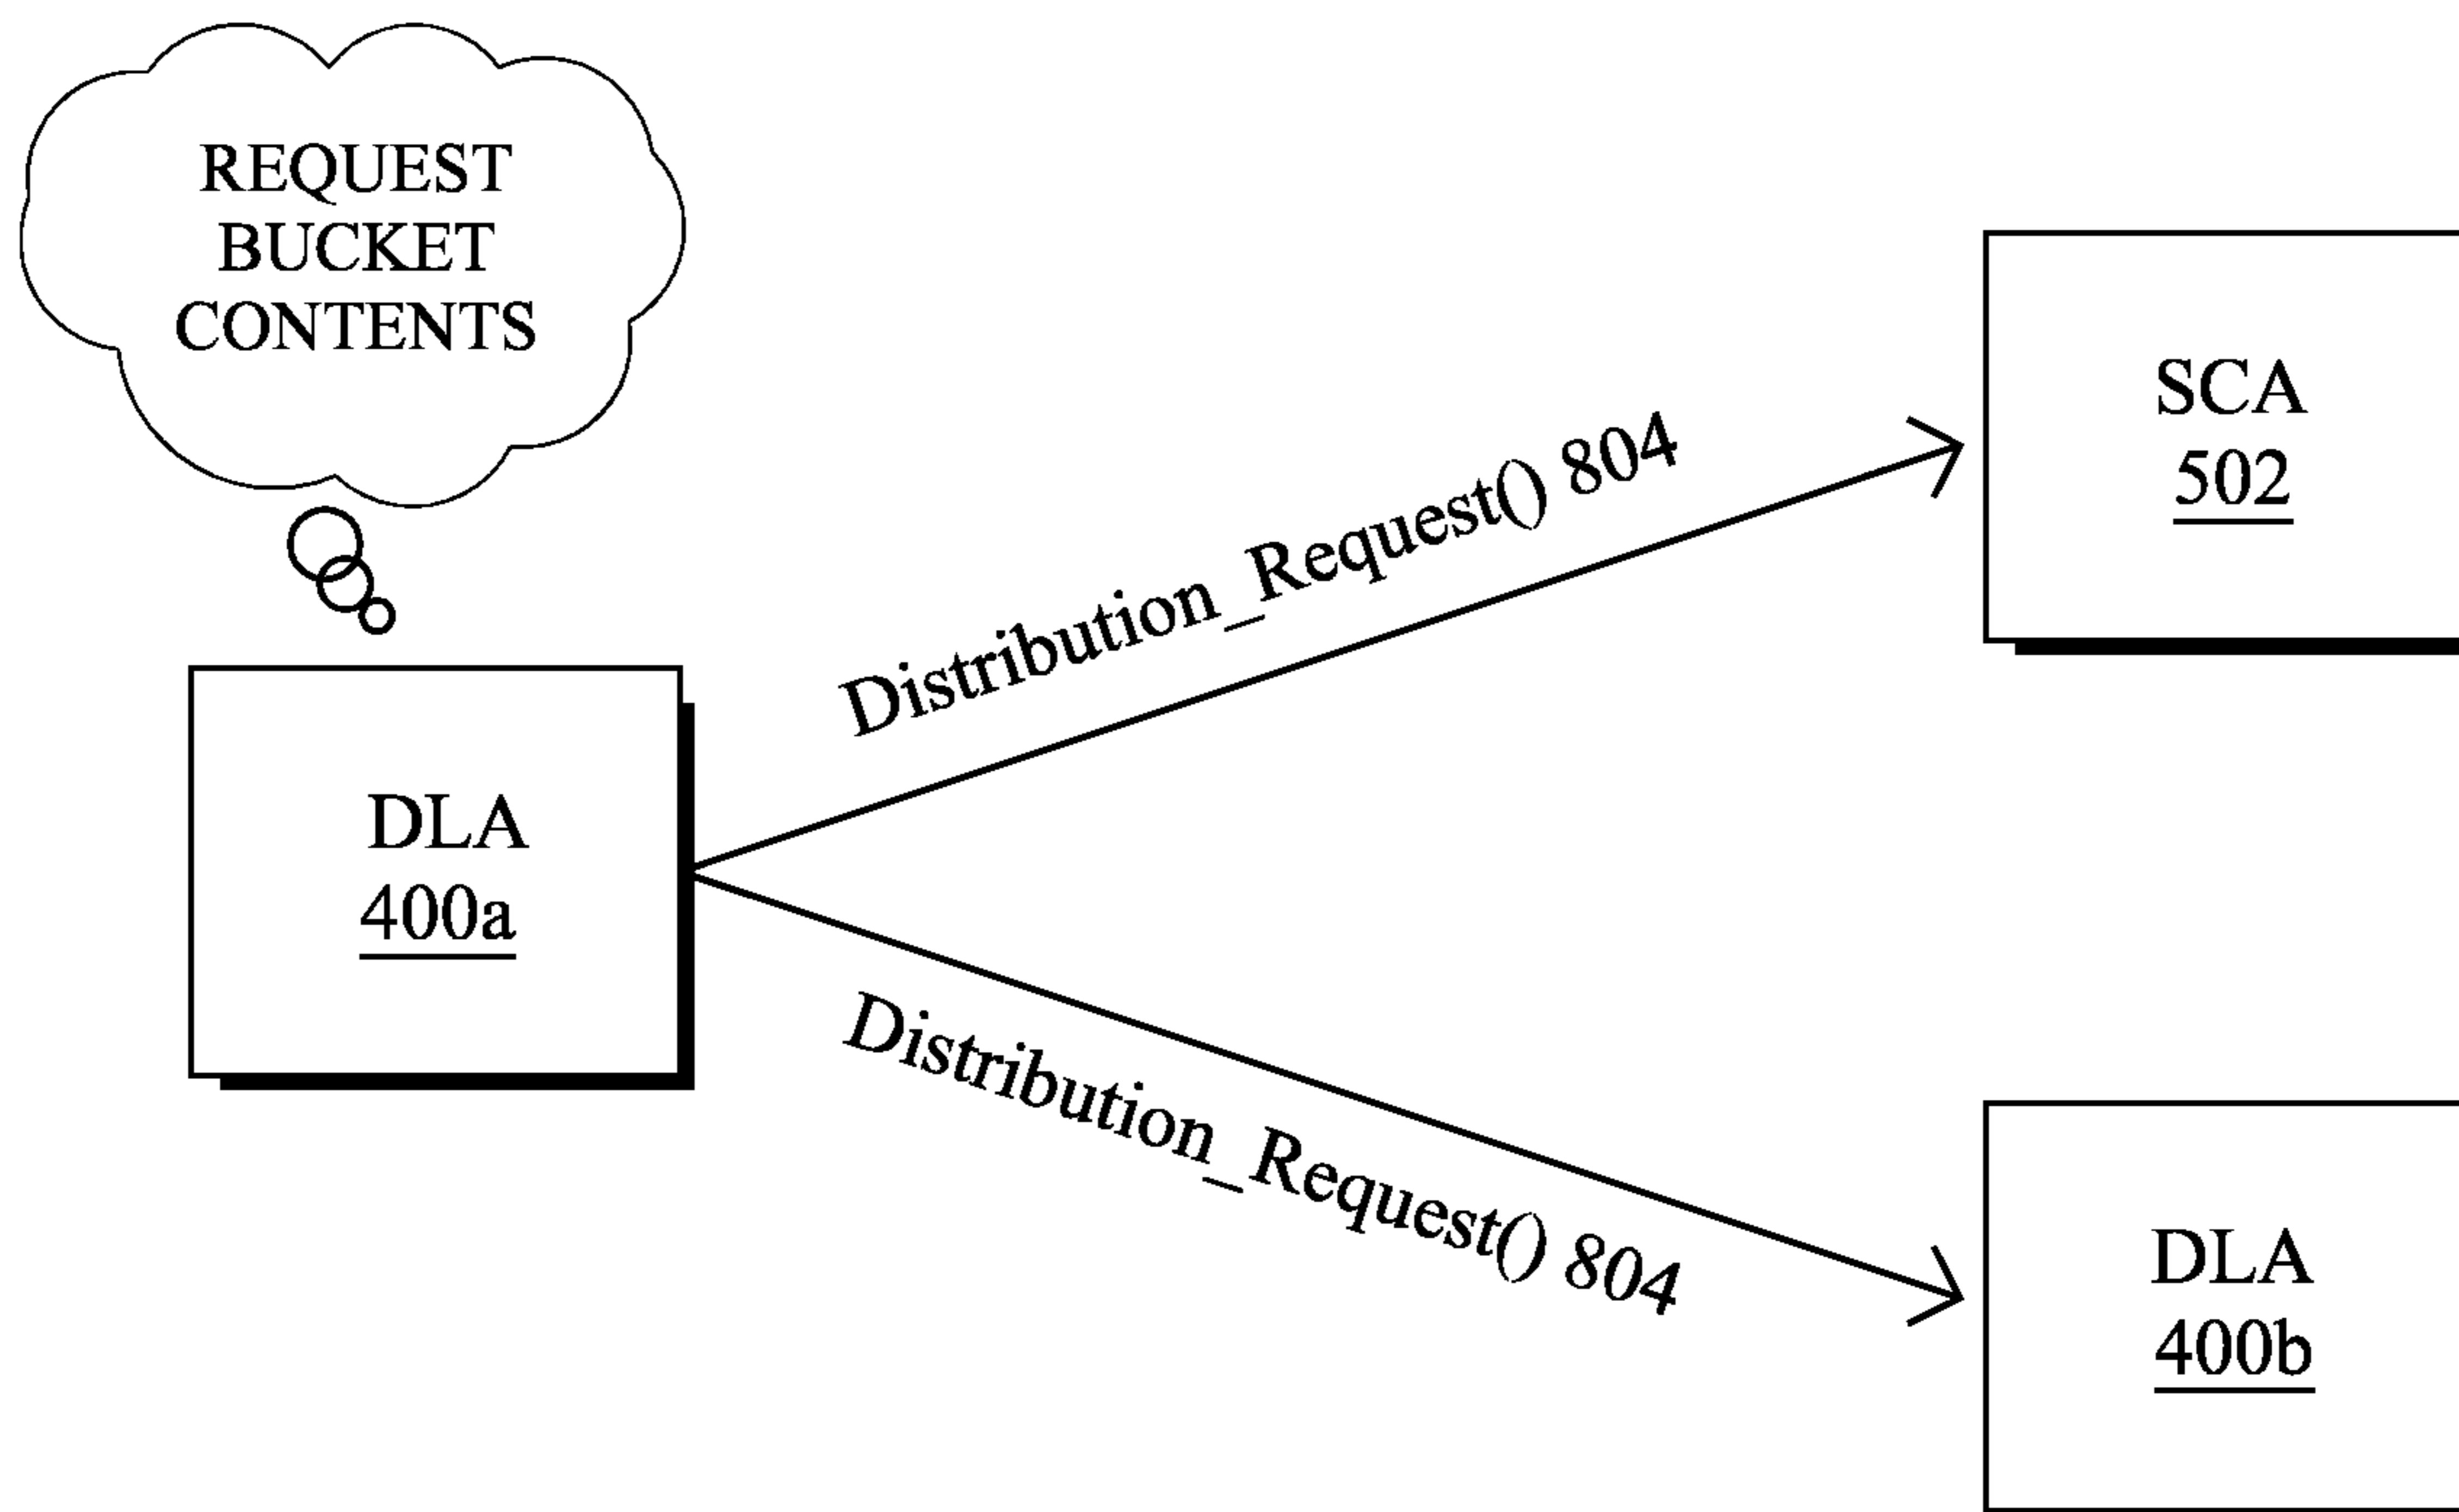 REQUEST
BUCKET
CONTENTS
Distribution_Request() 804
SCA
502
DLA
400a
Distribution_Request() 804
DLA
400b